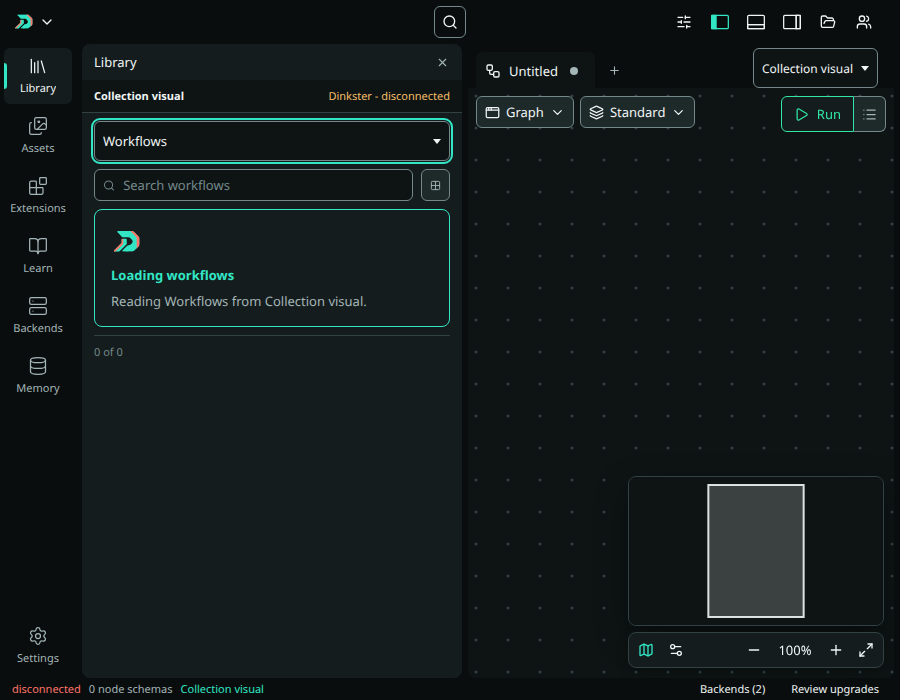 Library
Assets
Extensions
Learn
Backends
Memory
Settings
Library
Collection visual
Dinkster - disconnected
Workflows
Search workflows
Loading workflows
Reading Workflows from Collection visual.
0 of 0
Untitled
Collection visual
Graph
Standard
Run
100%
disconnected 0 node schemas Collection visual
Backends (2) Review upgrades